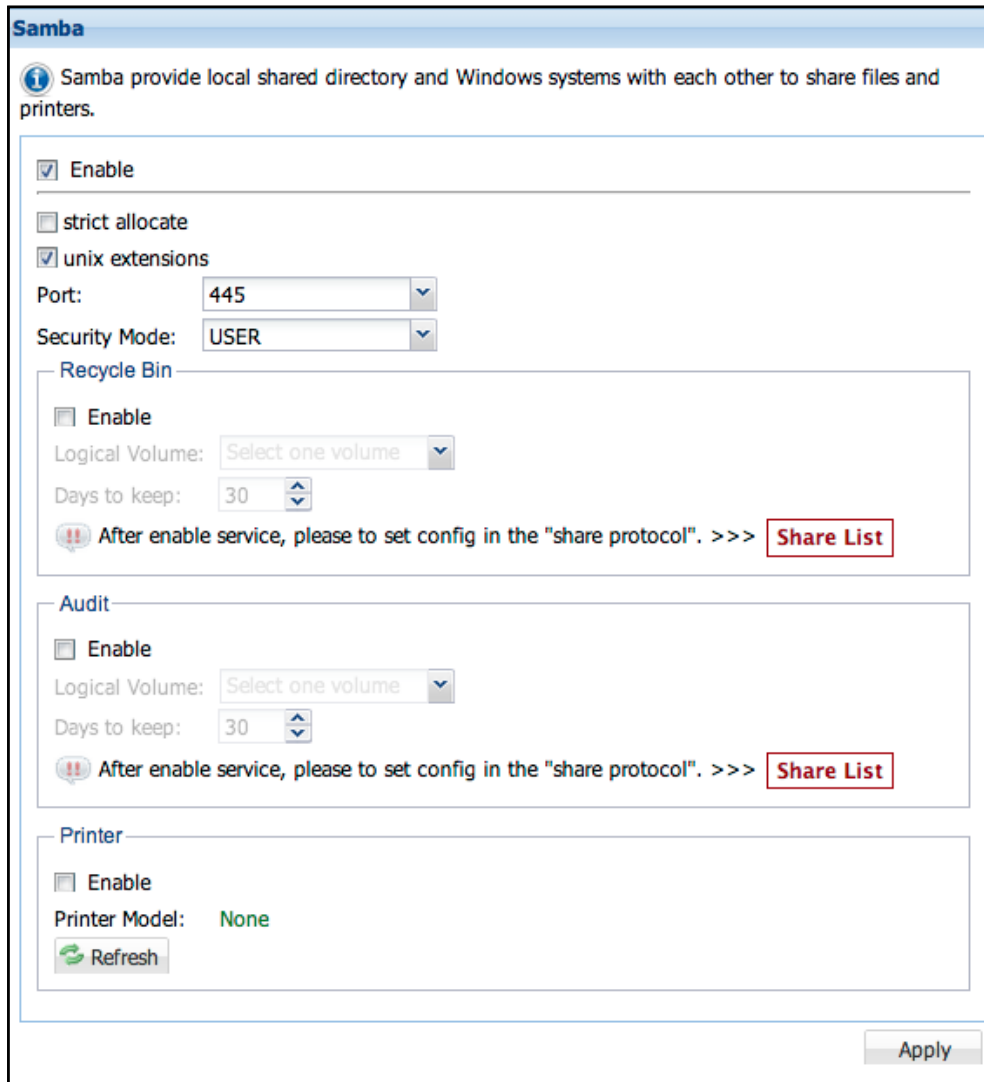 Samba
Samba provide local shared directory and Windows systems with each other to share files and
printers.
Enable
strict allocate
unix extensions
Port: 445
Security Mode: USER
Recycle Bin
Enable
Logical Volume: Select one volume
Days to keep: 30
!! After enable service, please to set config in the "share protocol". >>> Share List
Audit
Enable
Logical Volume: Select one volume
Days to keep: 30
!! After enable service, please to set config in the "share protocol". >>> Share List
Printer
Enable
Printer Model: None
Refresh
Apply